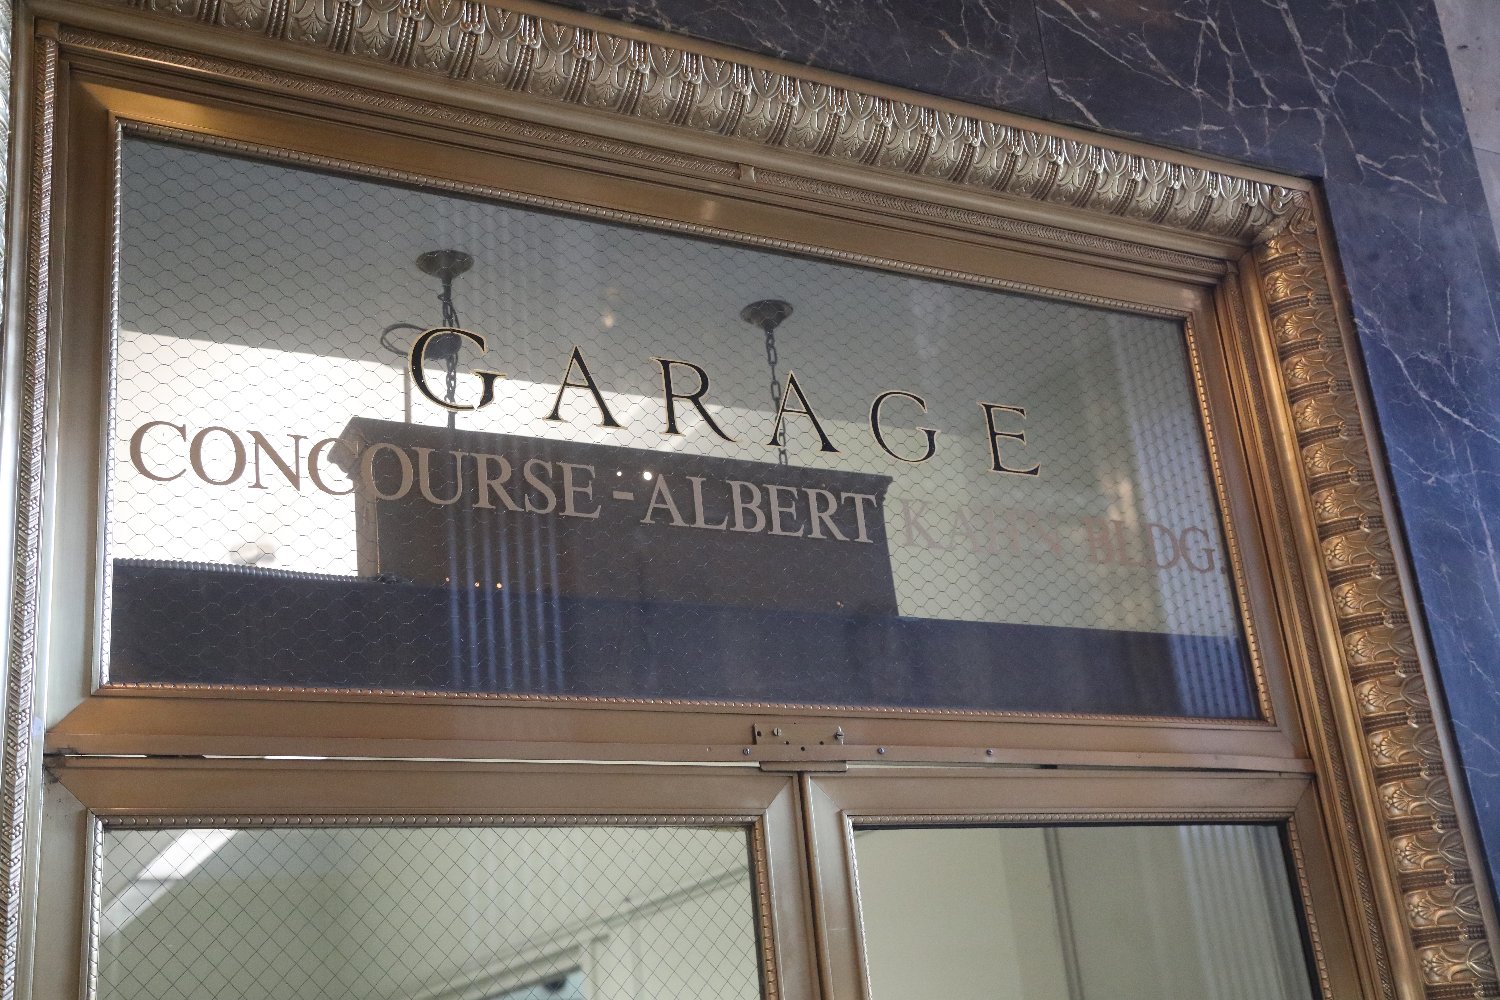 GARAGE
CONCOURSE - ALBERT KAHN BLDG.